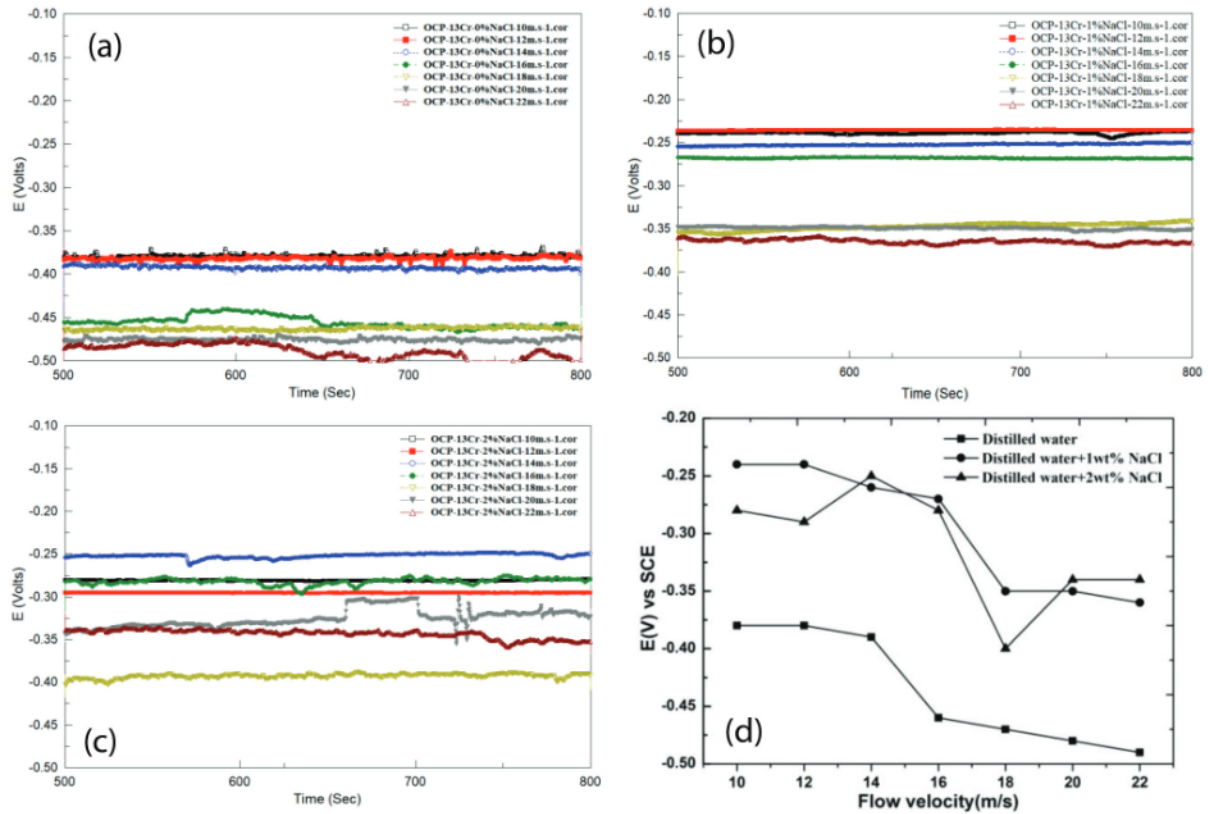 (a)
OCP-13Cr-0%NaCl-10m.s-1.cor
OCP-13Cr-0%NaCl-12m.s-1.cor
OCP-13Cr-0%NaCl-14m.s-1.cor
OCP-13Cr-0%NaCl-16m.s-1.cor
OCP-13Cr-0%NaCl-18m.s-1.cor
OCP-13Cr-0%NaCl-20m.s-1.cor
OCP-13Cr-0%NaCl-22m.s-1.cor
-0.10
-0.15
-0.20
-0.25
-0.30
-0.35
-0.40
-0.45
-0.50
E (Volts)
500
600
700
800
Time (Sec)
(b)
OCP-13Cr-1%NaCl-10m.s-1.cor
OCP-13Cr-1%NaCl-12m.s-1.cor
OCP-13Cr-1%NaCl-14m.s-1.cor
OCP-13Cr-1%NaCl-16m.s-1.cor
OCP-13Cr-1%NaCl-18m.s-1.cor
OCP-13Cr-1%NaCl-20m.s-1.cor
OCP-13Cr-1%NaCl-22m.s-1.cor
-0.10
-0.15
-0.20
-0.25
-0.30
-0.35
-0.40
-0.45
-0.50
E (Volts)
500
600
700
800
Time (Sec)
OCP-13Cr-2%NaCl-10m.s-1.cor
OCP-13Cr-2%NaCl-12m.s-1.cor
OCP-13Cr-2%NaCl-14m.s-1.cor
OCP-13Cr-2%NaCl-16m.s-1.cor
OCP-13Cr-2%NaCl-18m.s-1.cor
OCP-13Cr-2%NaCl-20m.s-1.cor
OCP-13Cr-2%NaCl-22m.s-1.cor
-0.10
-0.15
-0.20
-0.25
-0.30
-0.35
-0.40
-0.45
-0.50
E (Volts)
(c)
500
600
700
800
Time (Sec)
Distilled water
Distilled water+1wt% NaCl
Distilled water+2wt% NaCl
-0.20
-0.25
-0.30
-0.35
-0.40
-0.45
-0.50
E(V) vs SCE
(d)
10
12
14
16
18
20
22
Flow velocity(m/s)